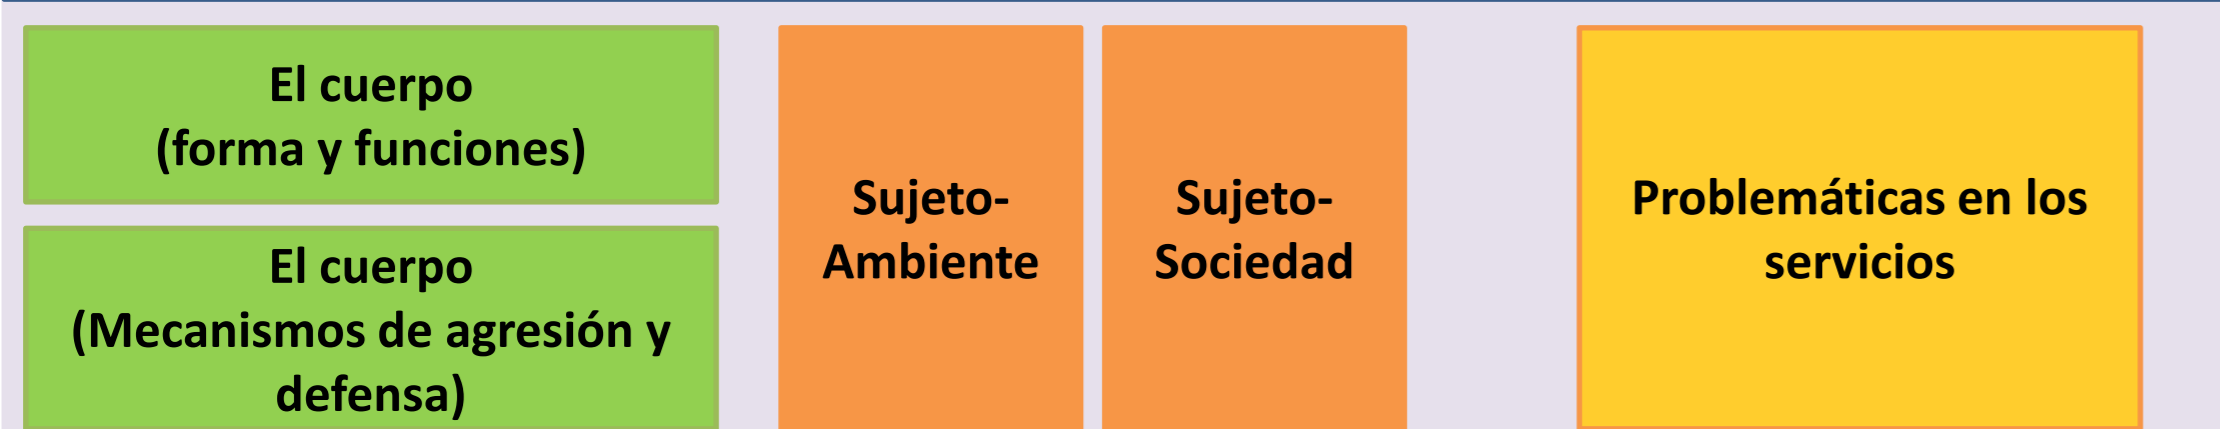 El cuerpo
(forma y funciones)
El cuerpo
(Mecanismos de agresión y
defensa)
Sujeto-
Ambiente
Sujeto-
Sociedad
Problemáticas en los
servicios